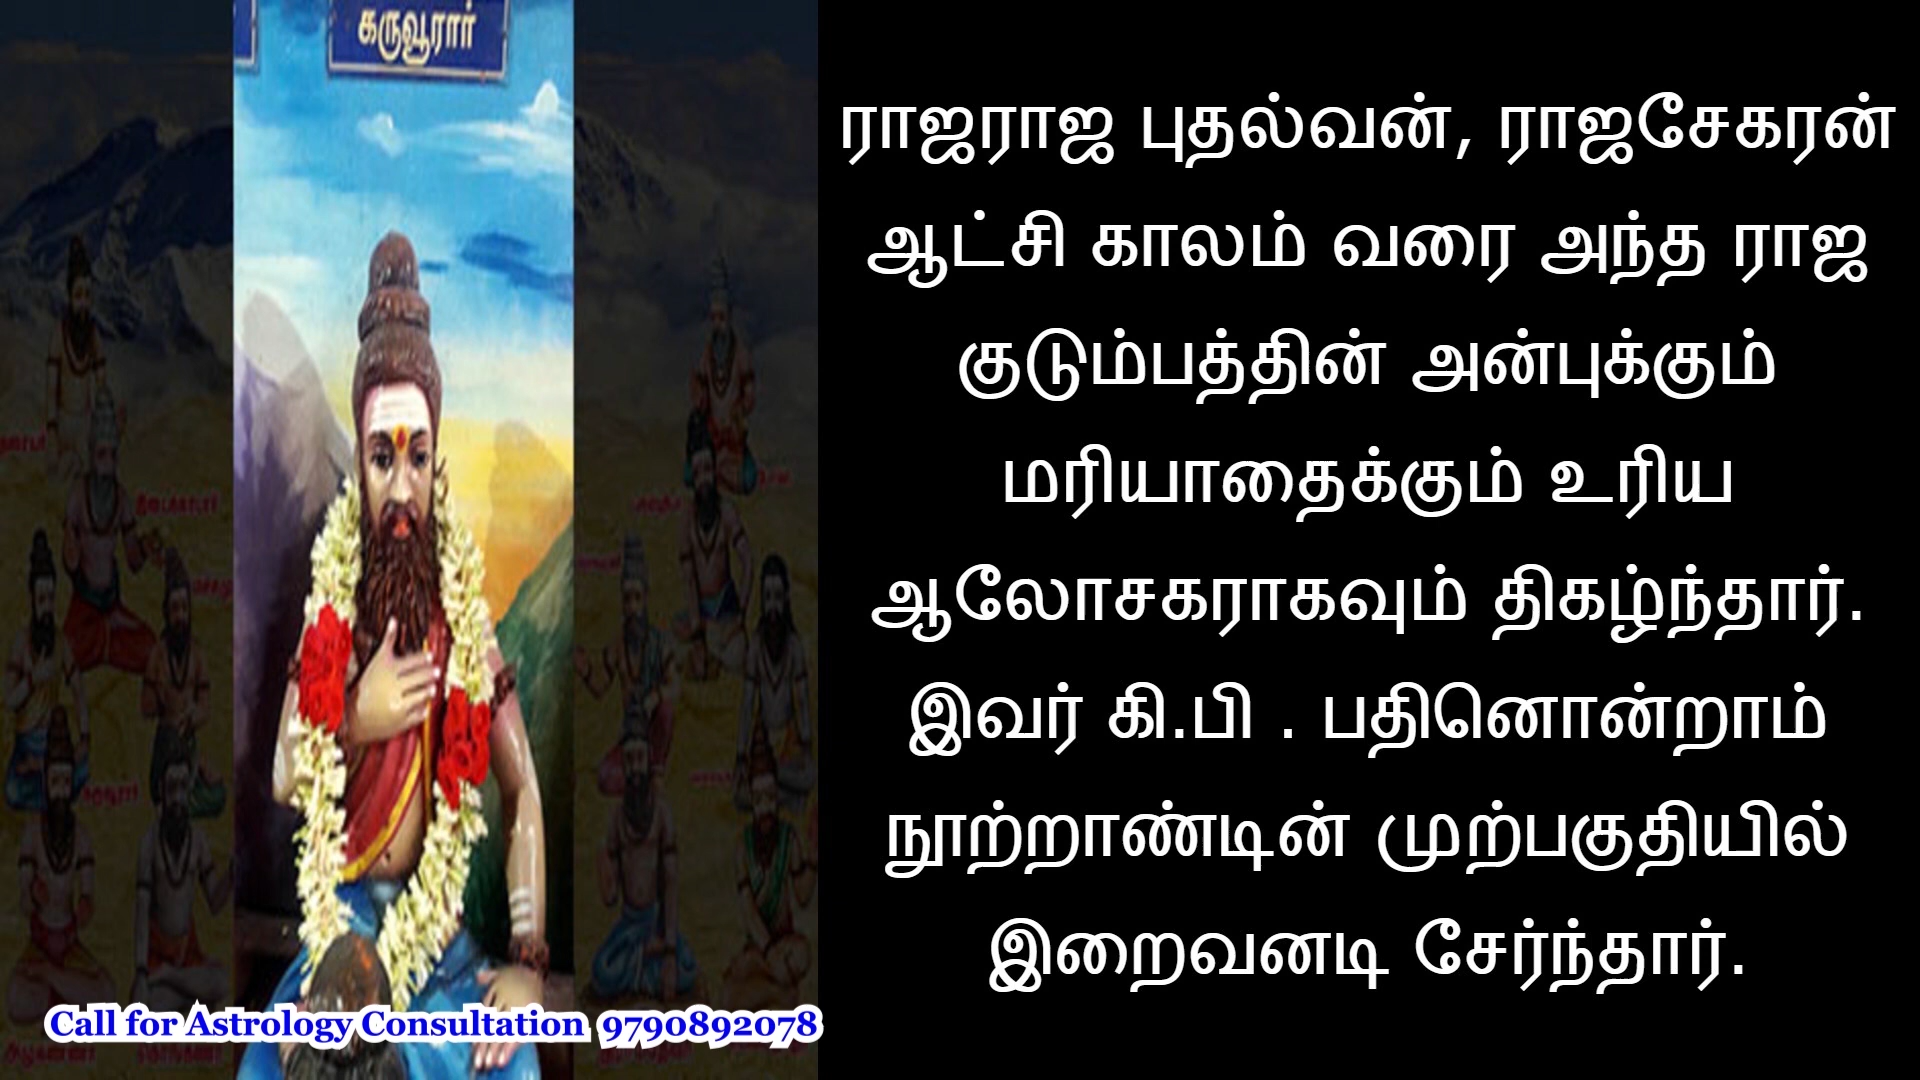 கருவூரார்
ராஜராஜ புதல்வன், ராஜசேகரன்
ஆட்சி காலம் வரை அந்த ராஜ
குடும்பத்தின் அன்புக்கும்
மரியாதைக்கும் உரிய
ஆலோசகராகவும் திகழ்ந்தார்.
இவர் கி.பி . பதினொன்றாம்
நூற்றாண்டின் முற்பகுதியில்
இறைவனடி சேர்ந்தார்.
Call for Astrology Consultation 9790892078